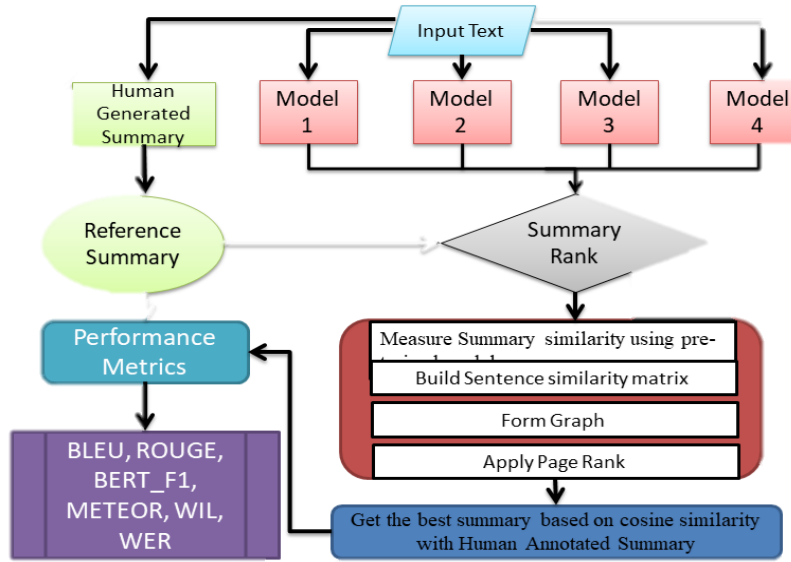 Input Text
Human
Generated
Summary
Model
1
Model
2
Model
3
Model
4
Reference
Summary
Summary
Rank
Performance
Metrics
Measure Summary similarity using pre-
Build Sentence similarity matrix
Form Graph
Apply Page Rank
BLEU, ROUGE,
BERT_F1,
METEOR, WIL,
WER
Get the best summary based on cosine similarity
with Human Annotated Summary